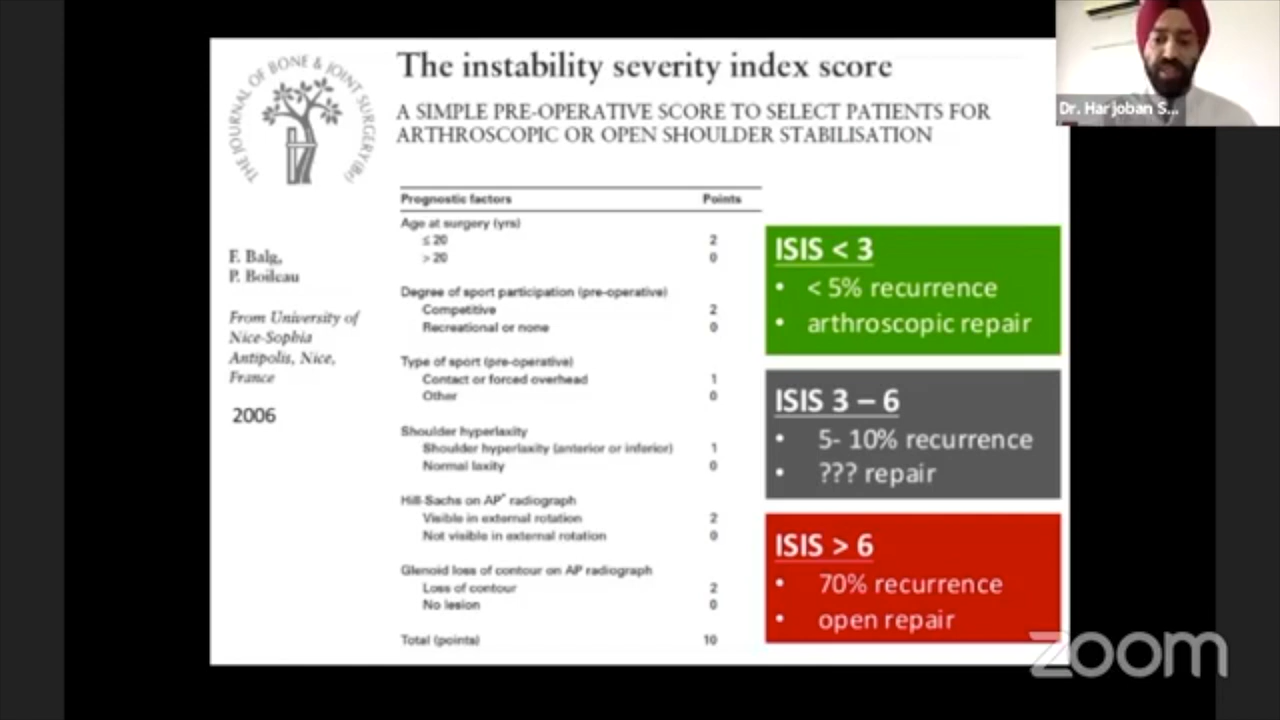 The instability severity index score
A SIMPLE PRE-OPERATIVE SCORE TO SELECT PATIENTS FOR
ARTHROSCOPIC OR OPEN SHOULDER STABILISATION
THE JOURNAL OF BONE & JOINT SURGERY (Br)
F. Balg,
P. Boileau
From University of
Nice-Sophia
Antipolis, Nice,
France
2006
Prognostic factors Points
Age at surgery (yrs)
≤ 20 2
> 20 0
Degree of sport participation (pre-operative)
Competitive 2
Recreational or none 0
Type of sport (pre-operative)
Contact or forced overhead 1
Other 0
Shoulder hyperlaxity
Shoulder hyperlaxity (anterior or inferior) 1
Normal laxity 0
Hill-Sachs on AP* radiograph
Visible in external rotation 2
Not visible in external rotation 0
Glenoid loss of contour on AP radiograph
Loss of contour 2
No lesion 0
Total (points) 10
ISIS < 3
• < 5% recurrence
• arthroscopic repair
ISIS 3 – 6
• 5- 10% recurrence
• ??? repair
ISIS > 6
• 70% recurrence
• open repair
Dr. Harjoban S...
zoom